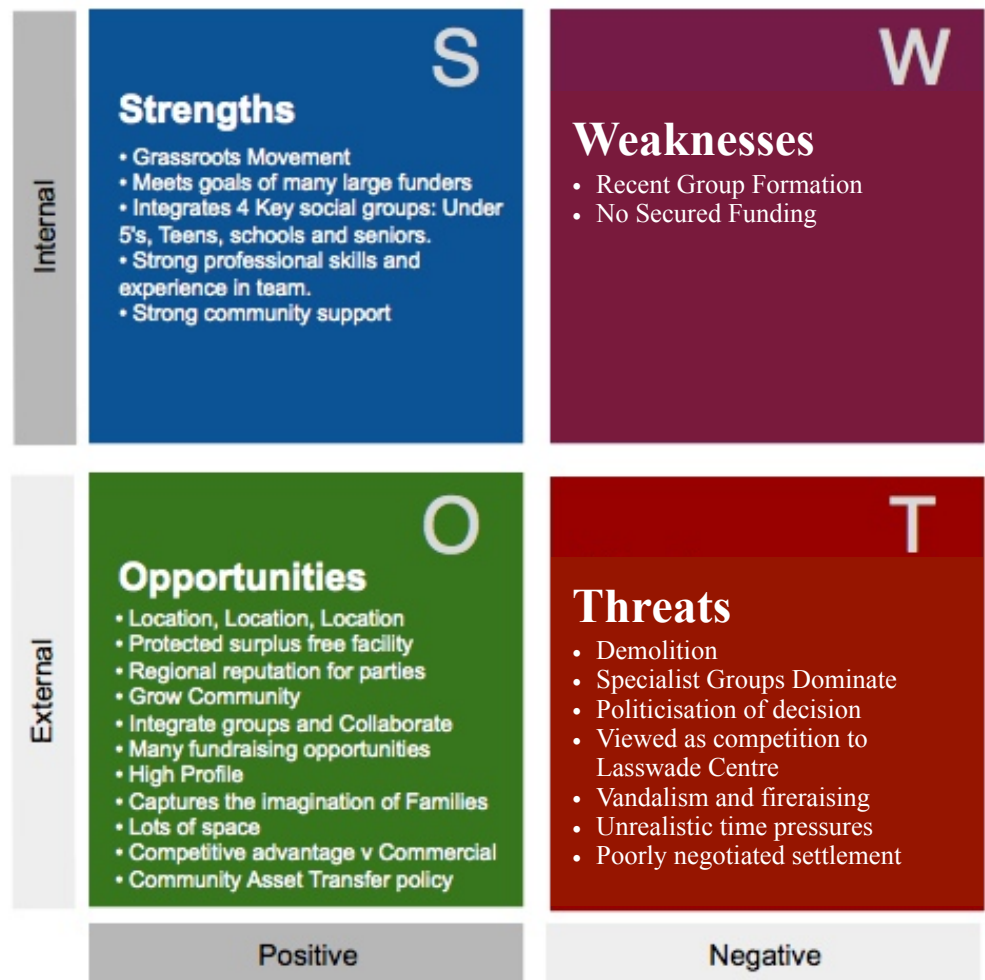 Internal
S
Strengths
• Grassroots Movement
• Meets goals of many large funders
• Integrates 4 Key social groups: Under
5's, Teens, schools and seniors.
• Strong professional skills and
experience in team.
• Strong community support
W
Weaknesses
• Recent Group Formation
• No Secured Funding
External
O
Opportunities
• Location, Location, Location
• Protected surplus free facility
• Regional reputation for parties
• Grow Community
• Integrate groups and Collaborate
• Many fundraising opportunities
• High Profile
• Captures the imagination of Families
• Lots of space
• Competitive advantage v Commercial
• Community Asset Transfer policy
T
Threats
• Demolition
• Specialist Groups Dominate
• Politicisation of decision
• Viewed as competition to
Lasswade Centre
• Vandalism and fireraising
• Unrealistic time pressures
• Poorly negotiated settlement
Positive
Negative